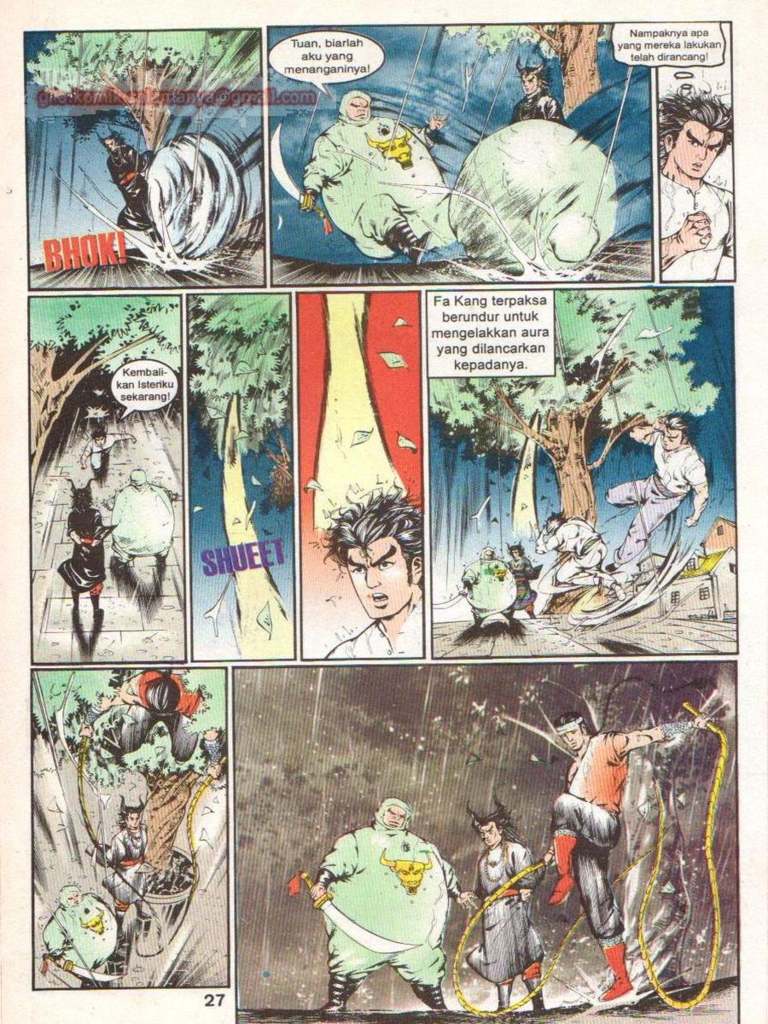 BHOK!
Tuan, biarlah
aku yang
menanganinya!
Nampaknya apa
yang mereka lakukan
telah dirancang!
Kembali-
kan Isteriku
sekarang!
SHUEET
Fa Kang terpaksa
berundur untuk
mengelakkan aura
yang dilancarkan
kepadanya.
27